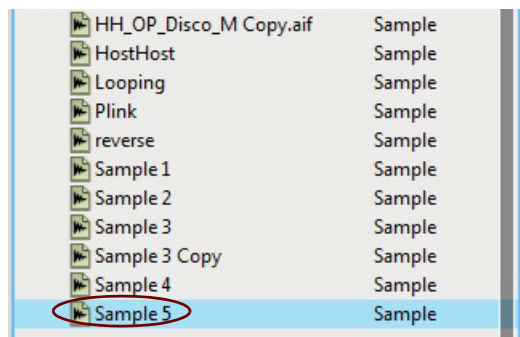 HH_OP_Disco_M Copy.aif Sample
HostHost Sample
Looping Sample
Plink Sample
reverse Sample
Sample 1 Sample
Sample 2 Sample
Sample 3 Sample
Sample 3 Copy Sample
Sample 4 Sample
Sample 5 Sample